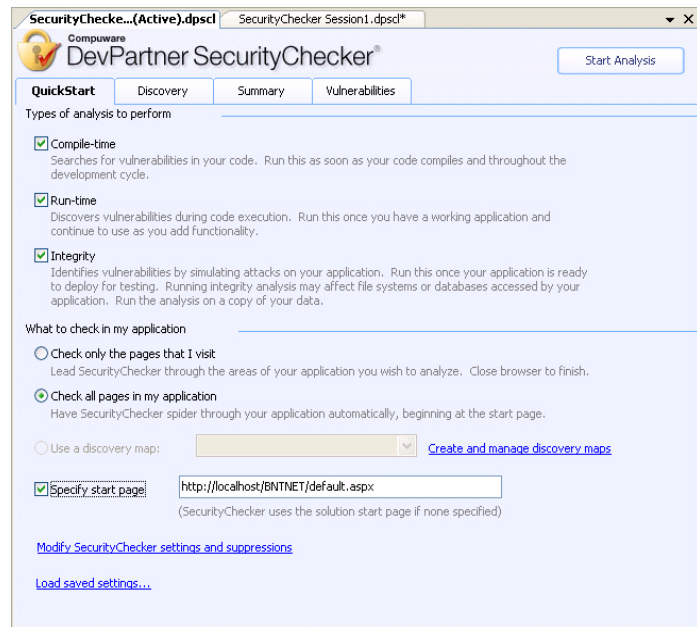 SecurityChecke...(Active).dpscl
SecurityChecker Session1.dpscl*
Compuware
DevPartner SecurityChecker®
Start Analysis
QuickStart
Discovery
Summary
Vulnerabilities
Types of analysis to perform
Compile-time
Searches for vulnerabilities in your code. Run this as soon as your code compiles and throughout the
development cycle.
Run-time
Discovers vulnerabilities during code execution. Run this once you have a working application and
continue to use as you add functionality.
Integrity
Identifies vulnerabilities by simulating attacks on your application. Run this once your application is ready
to deploy for testing. Running integrity analysis may affect file systems or databases accessed by your
application. Run the analysis on a copy of your data.
What to check in my application
Check only the pages that I visit
Lead SecurityChecker through the areas of your application you wish to analyze. Close browser to finish.
Check all pages in my application
Have SecurityChecker spider through your application automatically, beginning at the start page.
Use a discovery map:
Create and manage discovery maps
Specify start page
http://localhost/BNTNET/default.aspx
(SecurityChecker uses the solution start page if none specified)
Modify SecurityChecker settings and suppressions
Load saved settings...